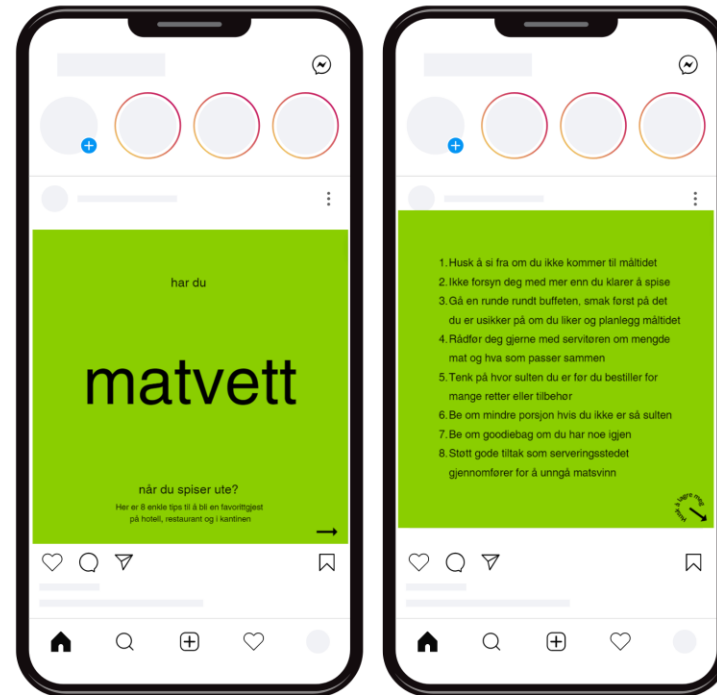 har du
matvett
når du spiser ute?
Her er 8 enkle tips til å bli en favorittgjest
på hotell, restaurant og i kantinen
1. Husk å si fra om du ikke kommer til måltidet
2. Ikke forsyn deg med mer enn du klarer å spise
3. Gå en runde rundt buffeten, smak først på det
du er usikker på om du liker og planlegg måltidet
4. Rådfør deg gjerne med servitøren om mengde
mat og hva som passer sammen
5. Tenk på hvor sulten du er før du bestiller for
mange retter eller tilbehør
6. Be om mindre porsjon hvis du ikke er så sulten
7. Be om goodiebag om du har noe igjen
8. Støtt gode tiltak som serveringsstedet
gjennomfører for å unngå matsvinn
Husk å lagre meg